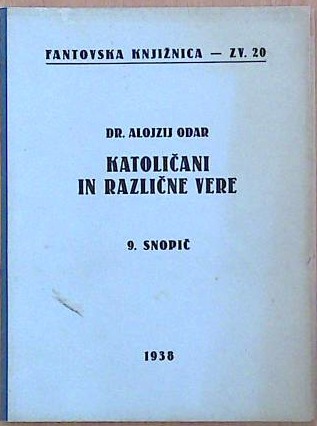 FANTOVSKA KNJIŽNICA — ZV. 20
DR. ALOJZIJ ODAR
KATOLIČANI
IN RAZLIČNE VERE
9. SNOPIČ
1938